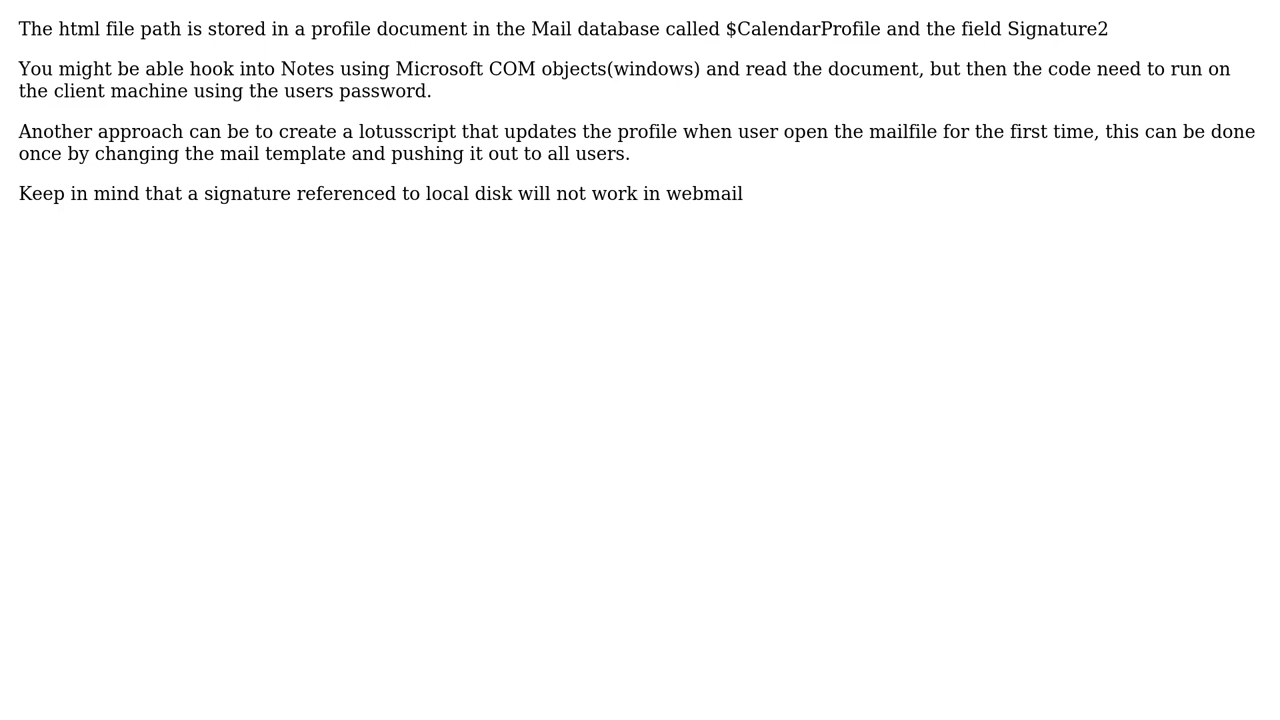 The html file path is stored in a profile document in the Mail database called $CalendarProfile and the field Signature2
You might be able hook into Notes using Microsoft COM objects(windows) and read the document, but then the code need to run on
the client machine using the users password.
Another approach can be to create a lotusscript that updates the profile when user open the mailfile for the first time, this can be done
once by changing the mail template and pushing it out to all users.
Keep in mind that a signature referenced to local disk will not work in webmail